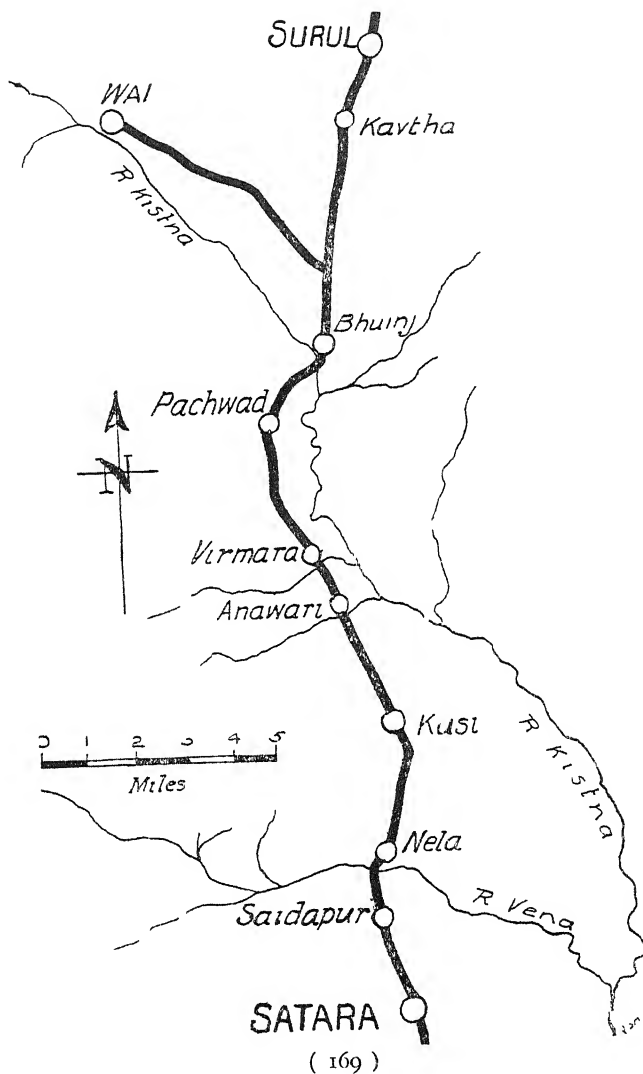 SURUL
WAI
Kavtha
R Kistna
Bhuinj
Pachwad
N
Virmara
Anawari
Kusi
0 1 2 3 4 5
Miles
R Kistna
Nela
R Vena
Saidapur
SATARA
( 169 )